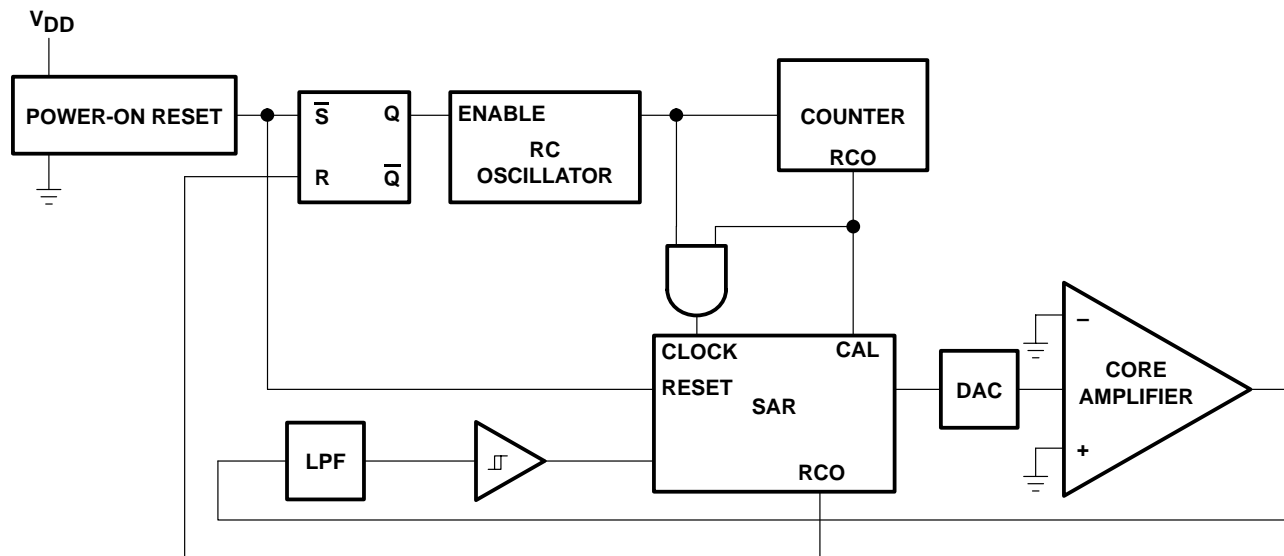 VDD
POWER-ON RESET
S̅
Q
R
Q̅
ENABLE
RC
OSCILLATOR
COUNTER
RCO
CLOCK
CAL
RESET
SAR
RCO
DAC
−
CORE
AMPLIFIER
+
LPF